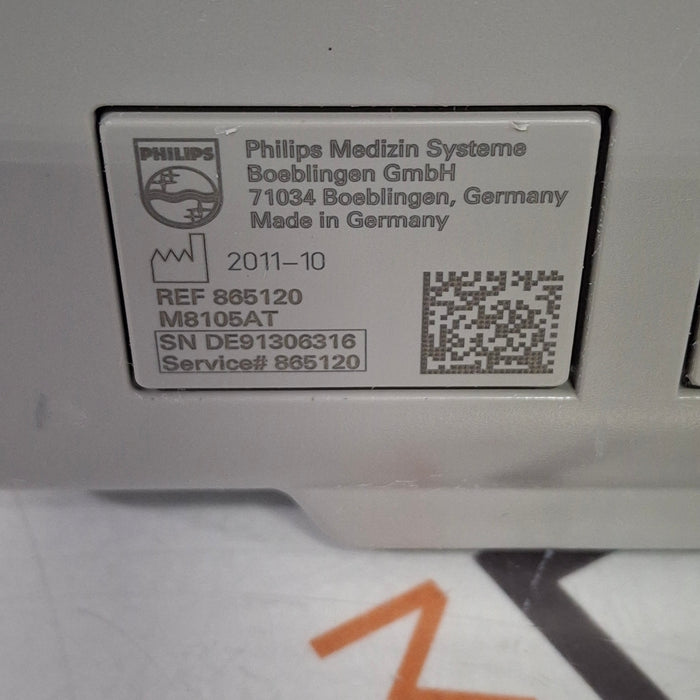 PHILIPS
Philips Medizin Systeme
Boeblingen GmbH
71034 Boeblingen, Germany
Made in Germany
2011-10
REF 865120
M8105AT
SN DE91306316
Service# 865120